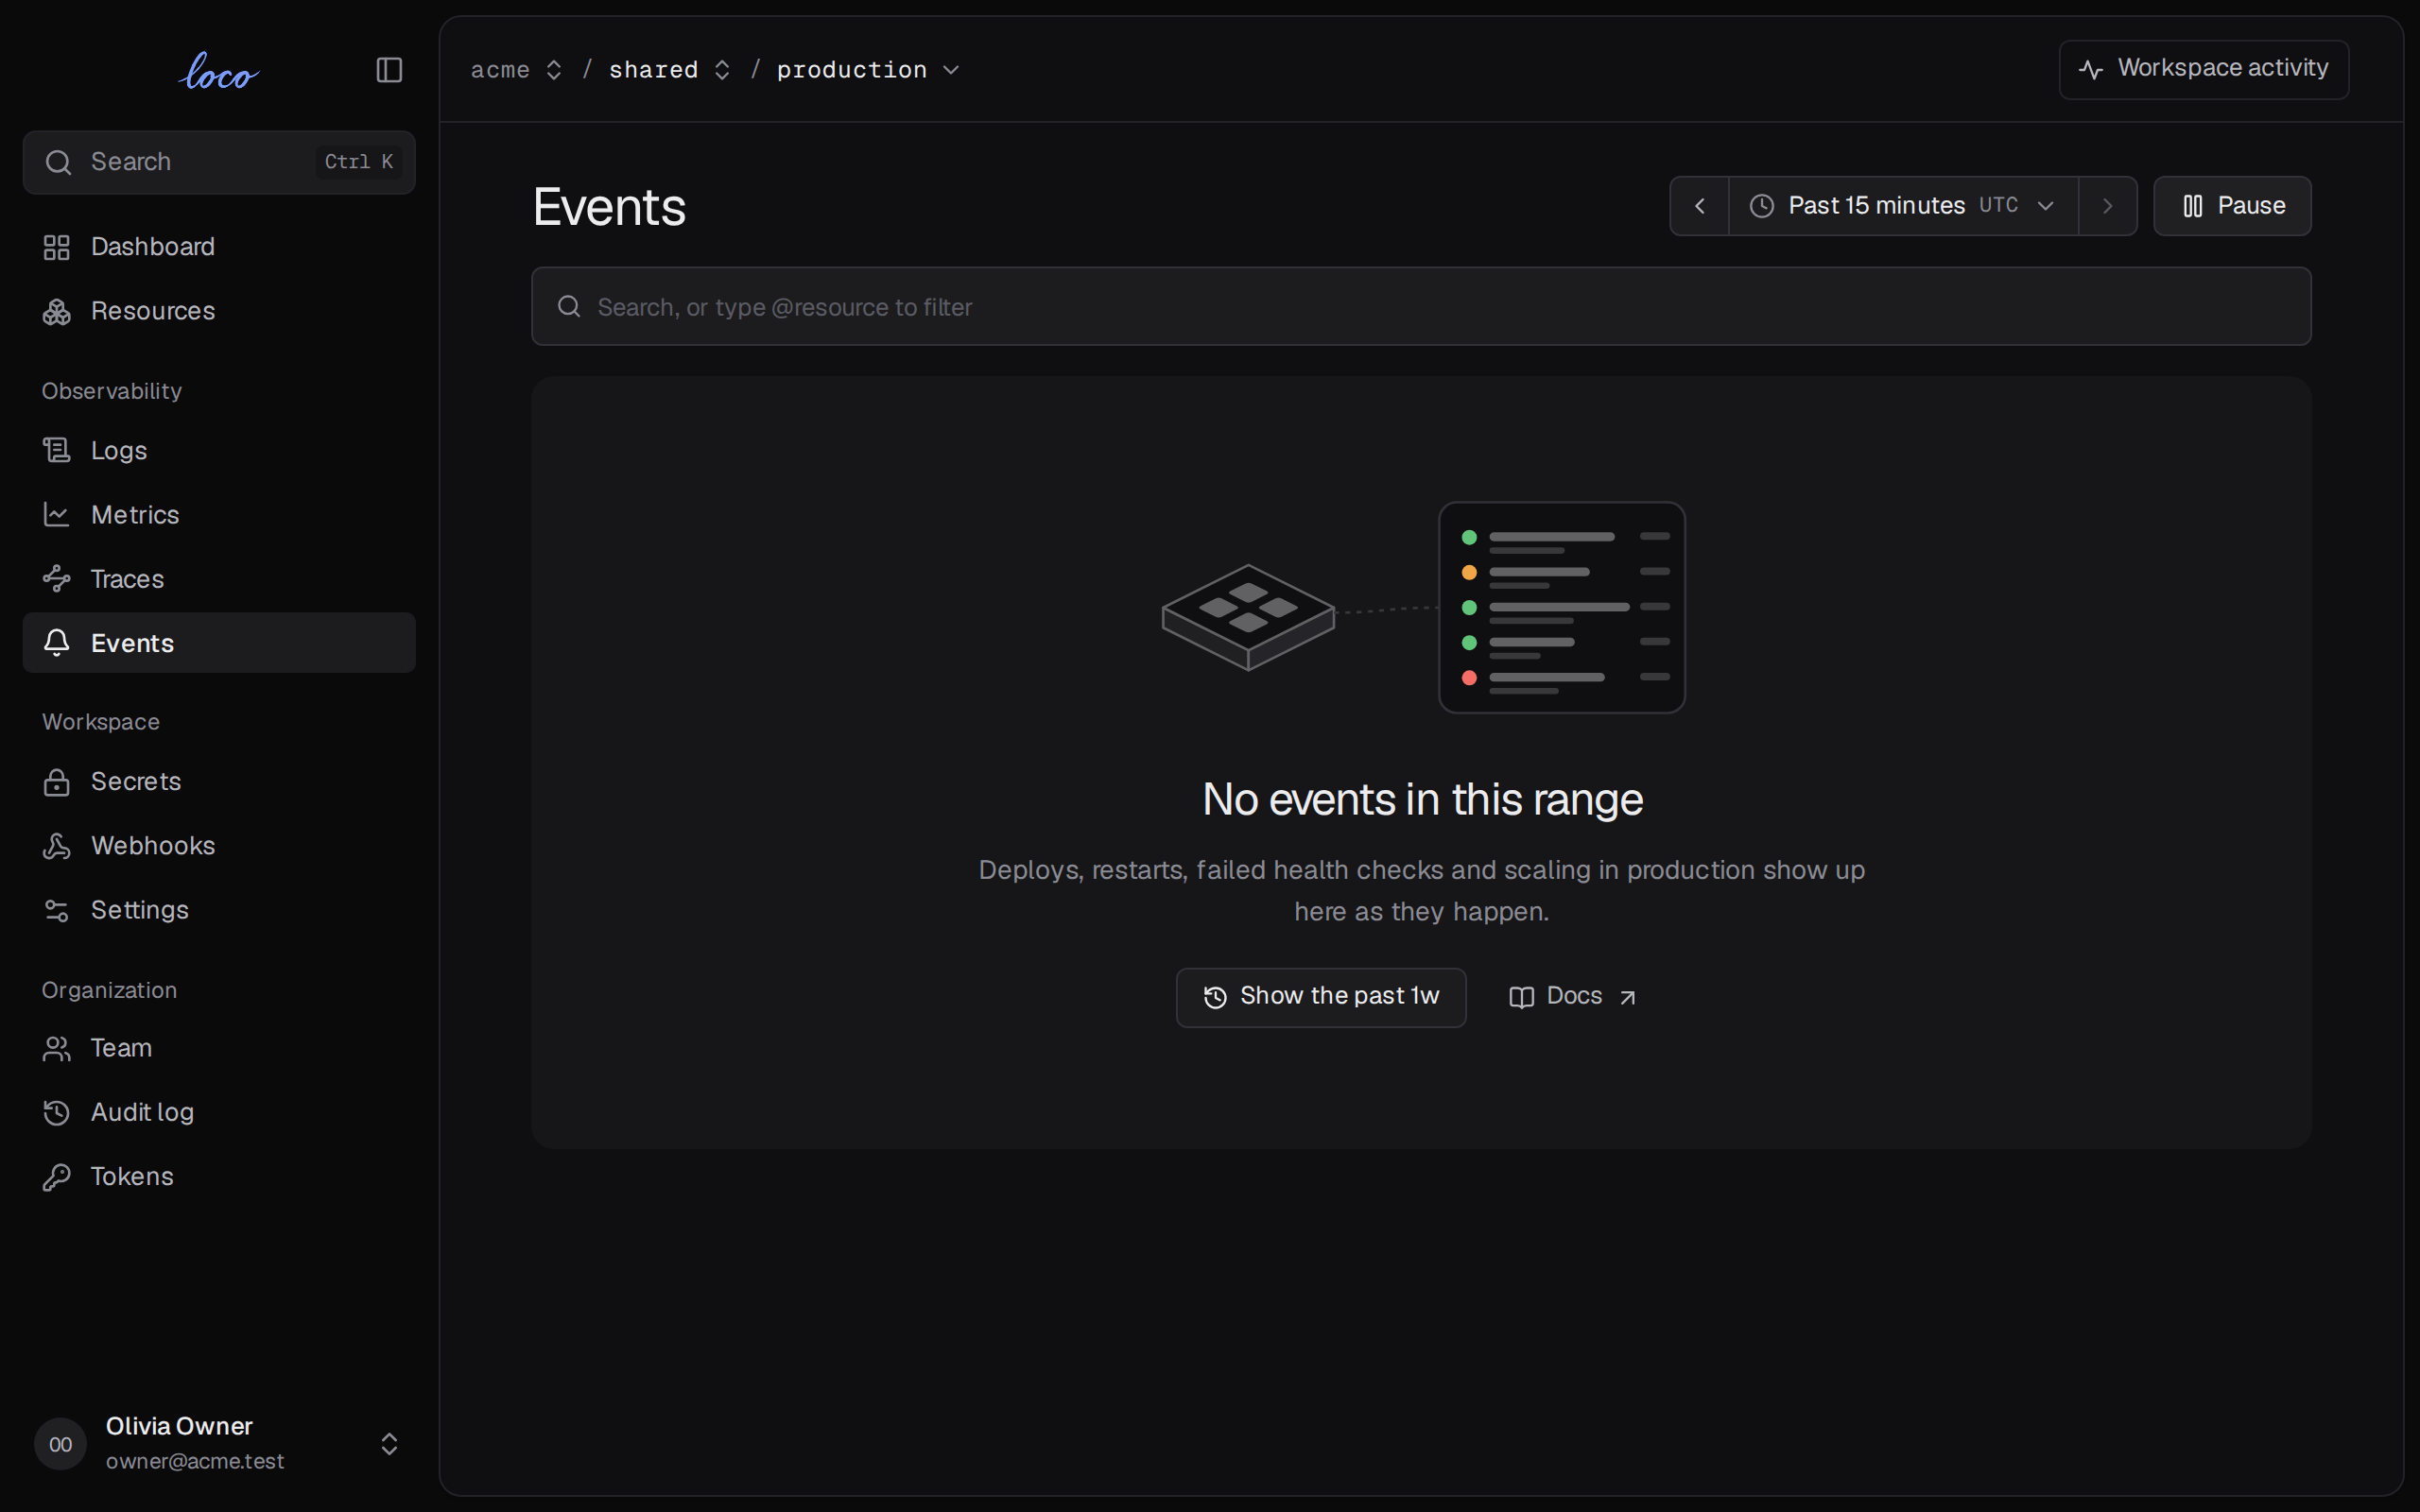 loco
acme / shared / production
Workspace activity
Search Ctrl K
Dashboard
Resources
Observability
Logs
Metrics
Traces
Events
Workspace
Secrets
Webhooks
Settings
Organization
Team
Audit log
Tokens
OO
Olivia Owner
owner@acme.test
Events
Past 15 minutes UTC
Pause
Search, or type @resource to filter
No events in this range
Deploys, restarts, failed health checks and scaling in production show up
here as they happen.
Show the past 1w
Docs